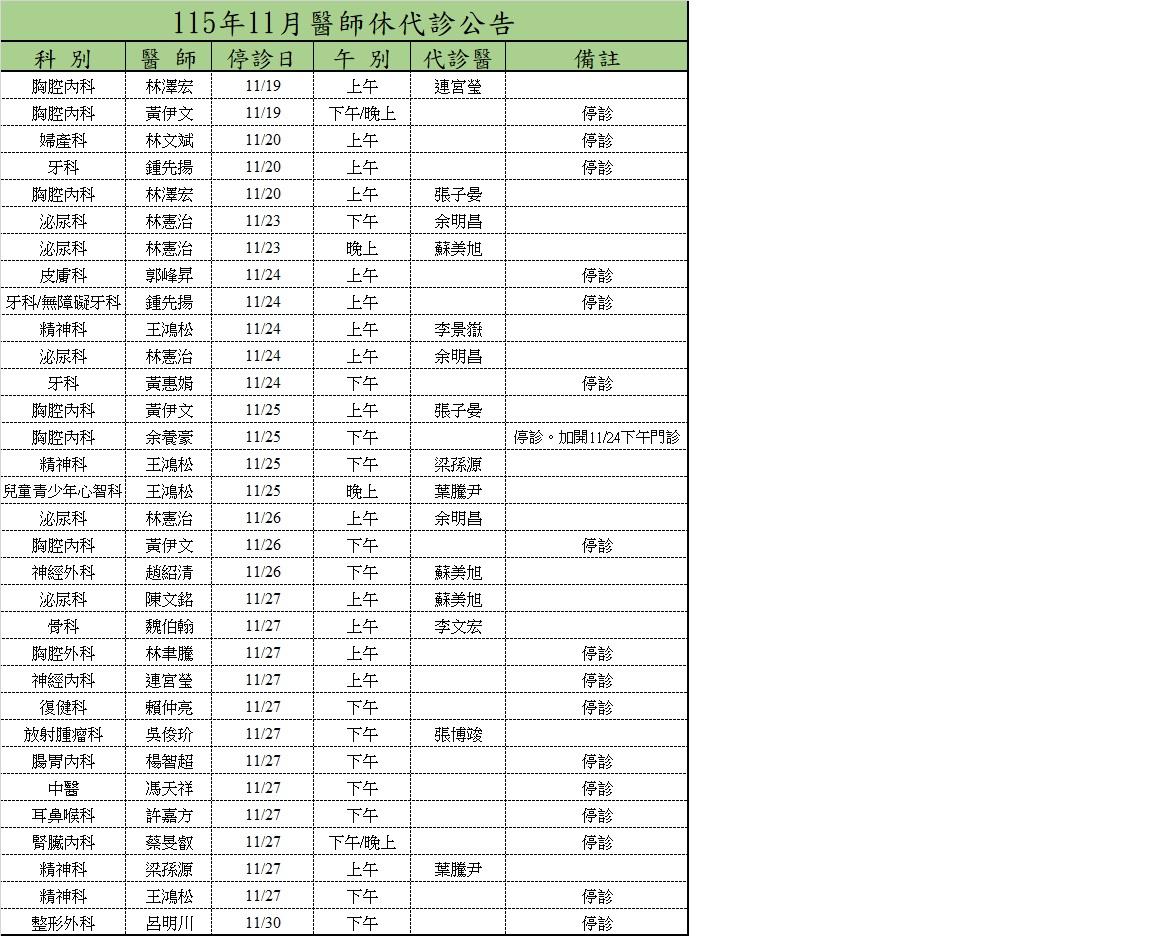 115年11月醫師休代診公告
科 別 醫 師 停診日 午 別 代診醫 備註
胸腔內科 林澤宏 11/19 上午 連宮瑩
胸腔內科 黃伊文 11/19 下午/晚上 停診
婦產科 林文斌 11/20 上午 停診
牙科 鍾先揚 11/20 上午 停診
胸腔內科 林澤宏 11/20 上午 張子晏
泌尿科 林憲治 11/23 下午 余明昌
泌尿科 林憲治 11/23 晚上 蘇美旭
皮膚科 郭峰昇 11/24 上午 停診
牙科/無障礙牙科 鍾先揚 11/24 上午 停診
精神科 王鴻松 11/24 上午 李景嶽
泌尿科 林憲治 11/24 上午 余明昌
牙科 黃惠娟 11/24 下午 停診
胸腔內科 黃伊文 11/25 上午 張子晏
胸腔內科 余養豪 11/25 下午 停診。加開11/24下午門診
精神科 王鴻松 11/25 下午 梁孫源
兒童青少年心智科 王鴻松 11/25 晚上 葉騰尹
泌尿科 林憲治 11/26 上午 余明昌
胸腔內科 黃伊文 11/26 下午 停診
神經外科 趙紹清 11/26 下午 蘇美旭
泌尿科 陳文銘 11/27 上午 蘇美旭
骨科 魏伯翰 11/27 上午 李文宏
胸腔外科 林聿騰 11/27 上午 停診
神經內科 連宮瑩 11/27 上午 停診
復健科 賴仲亮 11/27 下午 停診
放射腫瘤科 吳俊玠 11/27 下午 張博竣
腸胃內科 楊智超 11/27 下午 停診
中醫 馮天祥 11/27 下午 停診
耳鼻喉科 許嘉方 11/27 下午 停診
腎臟內科 蔡旻叡 11/27 下午/晚上 停診
精神科 梁孫源 11/27 上午 葉騰尹
精神科 王鴻松 11/27 下午 停診
整形外科 呂明川 11/30 下午 停診